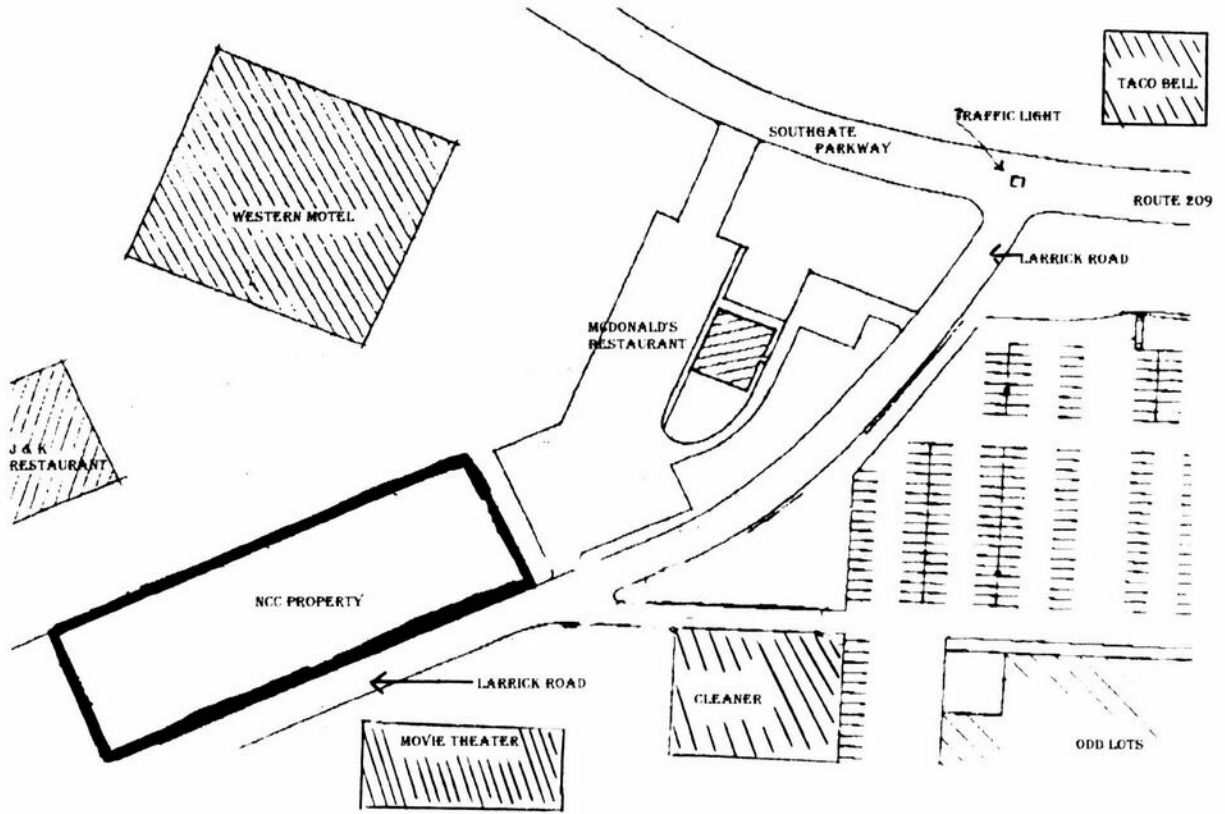 TACO BELL
TRAFFIC LIGHT
SOUTHGATE
PARKWAY
ROUTE 209
WESTERN MOTEL
LARRICK ROAD
MCDONALD'S
RESTAURANT
J & K
RESTAURANT
NCC PROPERTY
LARRICK ROAD
CLEANER
MOVIE THEATER
ODD LOTS